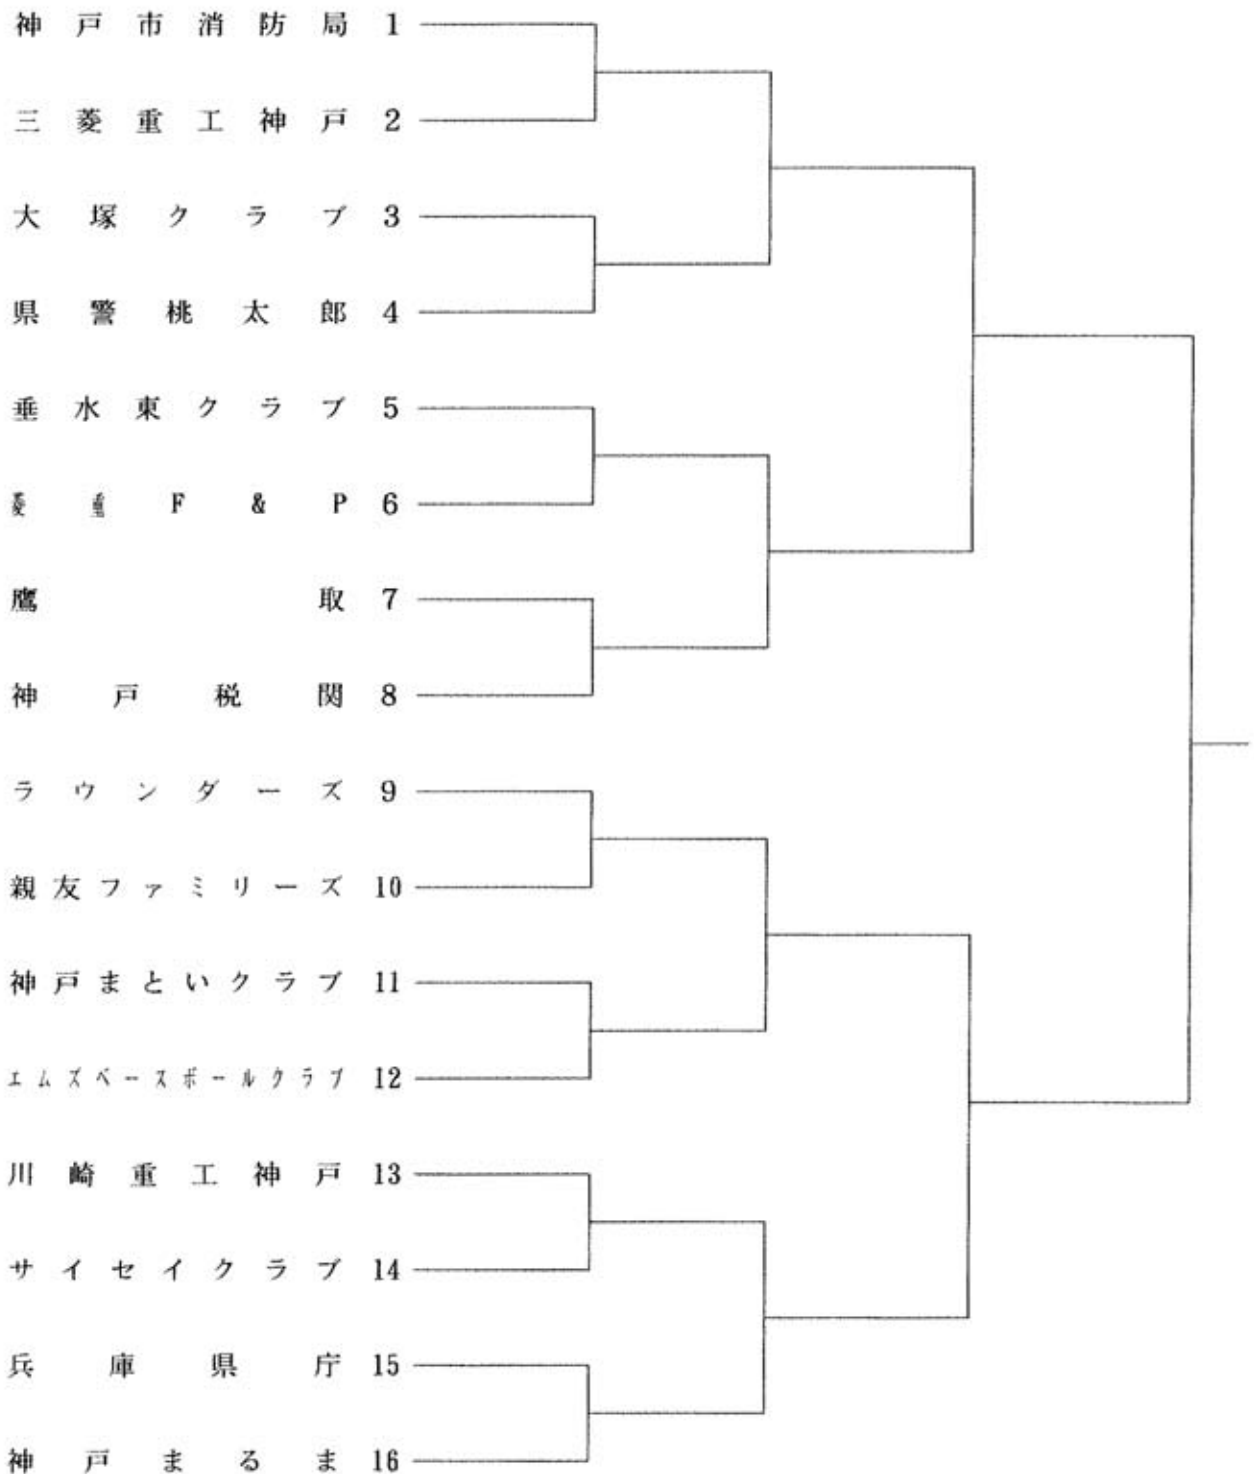 神戸市消防局 1
三菱重工神戸 2
大塚クラブ 3
県警桃太郎 4
垂水東クラブ 5
菱重F&P 6
鷹取 7
神戸税関 8
ラウンダーズ 9
親友ファミリーズ 10
神戸まといクラブ 11
エムズベースボールクラブ 12
川崎重工神戸 13
サイセイクラブ 14
兵庫県庁 15
神戸まるま 16